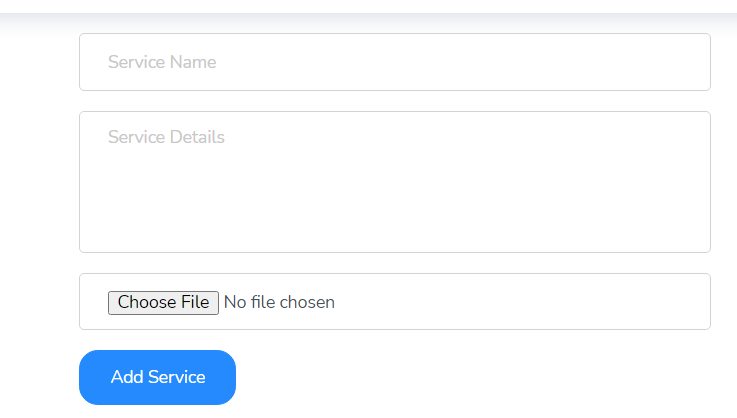 Service Name
Service Details
Choose File No file chosen
Add Service